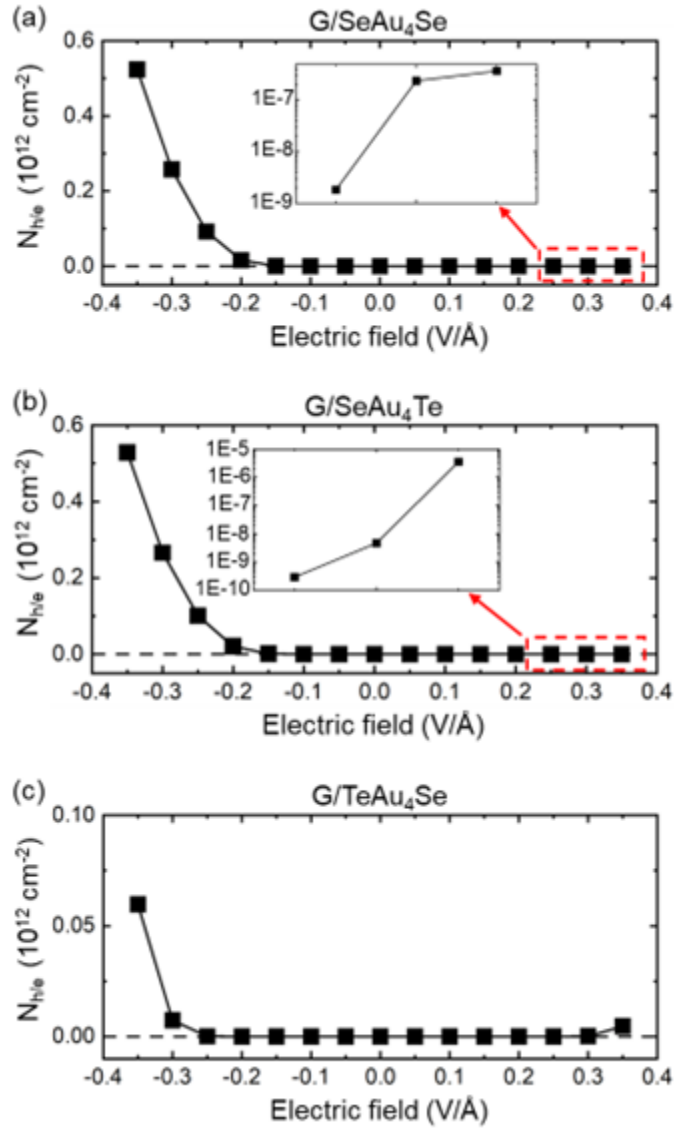 (a) G/SeAu₄Se
0.6
0.4
0.2
0.0
N_h/e (10¹² cm⁻²)
1E-7
1E-8
1E-9
-0.4 -0.3 -0.2 -0.1 0.0 0.1 0.2 0.3 0.4
Electric field (V/Å)
(b) G/SeAu₄Te
0.6
0.4
0.2
0.0
N_h/e (10¹² cm⁻²)
1E-5
1E-6
1E-7
1E-8
1E-9
1E-10
-0.4 -0.3 -0.2 -0.1 0.0 0.1 0.2 0.3 0.4
Electric field (V/Å)
(c) G/TeAu₄Se
0.10
0.05
0.00
N_h/e (10¹² cm⁻²)
-0.4 -0.3 -0.2 -0.1 0.0 0.1 0.2 0.3 0.4
Electric field (V/Å)